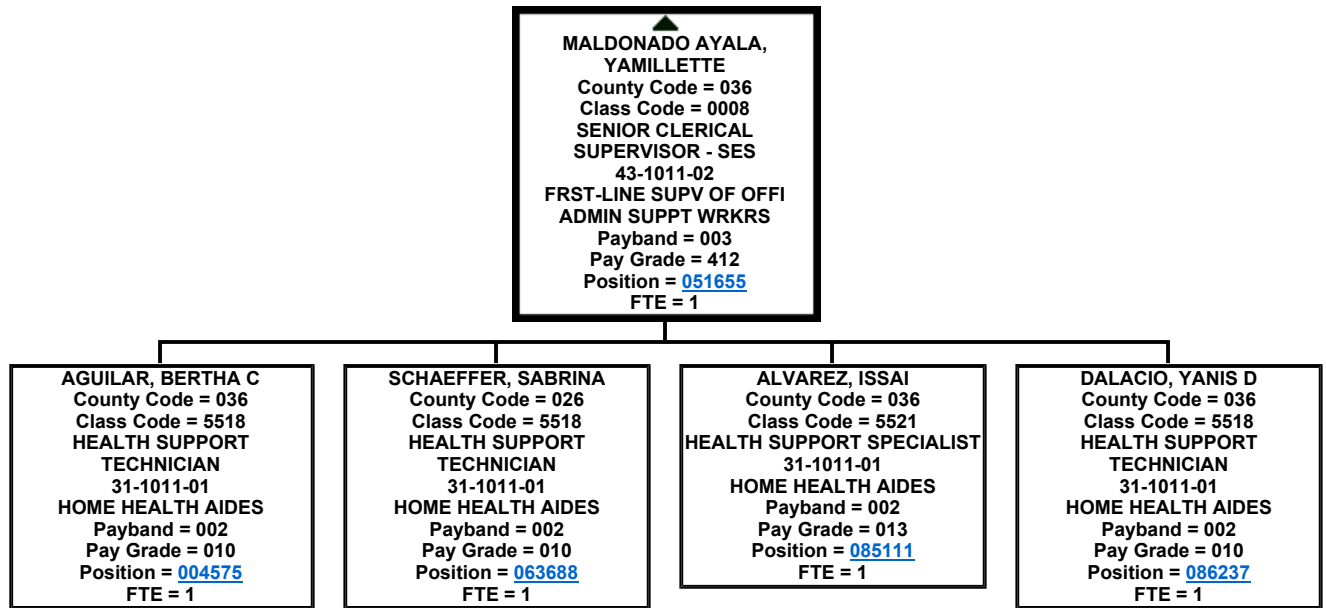 MALDONADO AYALA,
YAMILLETTE
County Code = 036
Class Code = 0008
SENIOR CLERICAL
SUPERVISOR - SES
43-1011-02
FRST-LINE SUPV OF OFFI
ADMIN SUPPT WRKRS
Payband = 003
Pay Grade = 412
Position = 051655
FTE = 1
AGUILAR, BERTHA C
County Code = 036
Class Code = 5518
HEALTH SUPPORT
TECHNICIAN
31-1011-01
HOME HEALTH AIDES
Payband = 002
Pay Grade = 010
Position = 004575
FTE = 1
SCHAEFFER, SABRINA
County Code = 026
Class Code = 5518
HEALTH SUPPORT
TECHNICIAN
31-1011-01
HOME HEALTH AIDES
Payband = 002
Pay Grade = 010
Position = 063688
FTE = 1
ALVAREZ, ISSAI
County Code = 036
Class Code = 5521
HEALTH SUPPORT SPECIALIST
31-1011-01
HOME HEALTH AIDES
Payband = 002
Pay Grade = 013
Position = 085111
FTE = 1
DALACIO, YANIS D
County Code = 036
Class Code = 5518
HEALTH SUPPORT
TECHNICIAN
31-1011-01
HOME HEALTH AIDES
Payband = 002
Pay Grade = 010
Position = 086237
FTE = 1